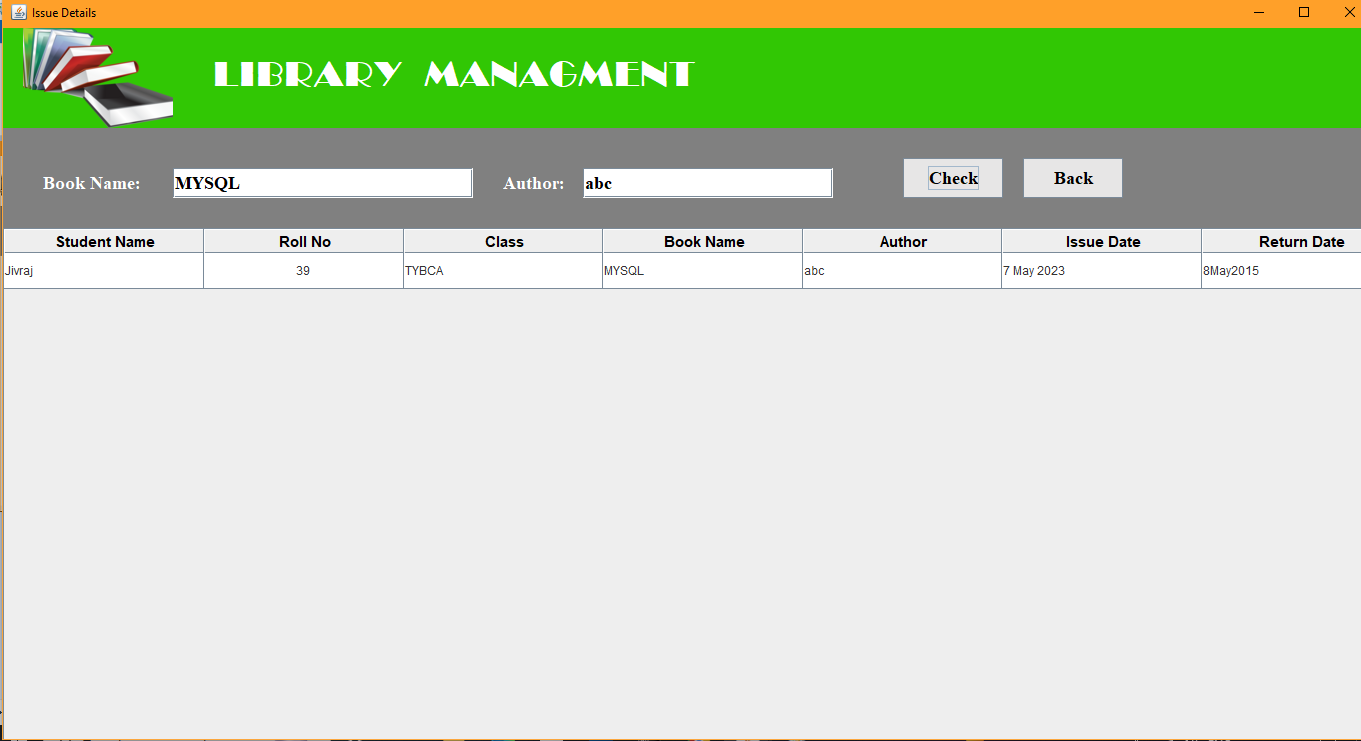 Issue Details
LIBRARY MANAGMENT
Book Name: MYSQL Author: abc Check Back
Student Name Roll No Class Book Name Author Issue Date Return Date
Jivraj 39 TYBCA MYSQL abc 7 May 2023 8May2015